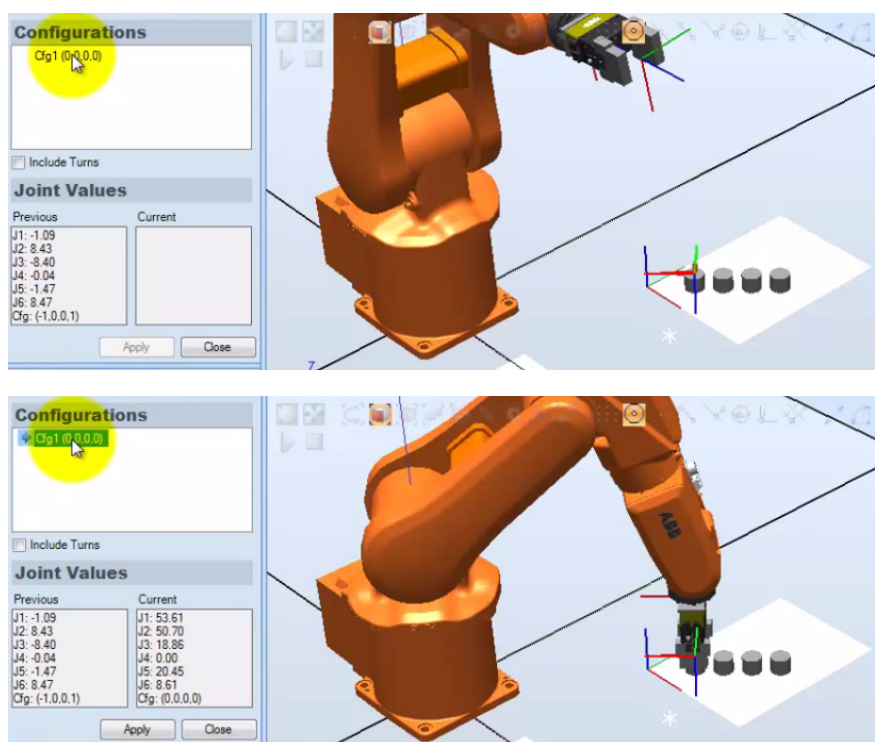 Configurations
Cfg1 (0,0,0,0)
Include Turns
Joint Values
Previous Current
J1: -1.09
J2: 8.43
J3: -8.40
J4: -0.04
J5: -1.47
J6: 8.47
Cfg: (-1,0,0,1)
Apply Close
Z
Configurations
Cfg1 (0,0,0,0)
Include Turns
Joint Values
Previous Current
J1: -1.09 J1: 53.61
J2: 8.43 J2: 50.70
J3: -8.40 J3: 18.86
J4: -0.04 J4: 0.00
J5: -1.47 J5: 20.45
J6: 8.47 J6: 8.61
Cfg: (-1,0,0,1) Cfg: (0,0,0,0)
Apply Close
ABB